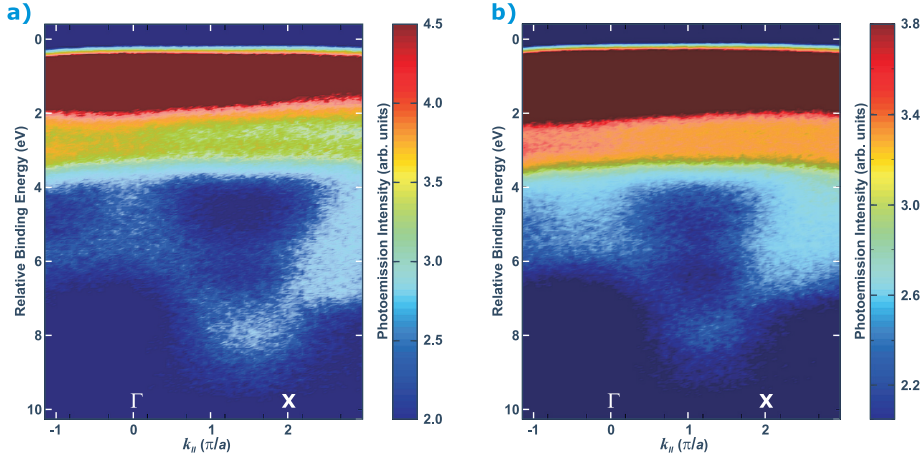 a)
b)
Relative Binding Energy (eV)
0
2
4
6
8
10
Γ
X
-1
0
1
2
k// (π/a)
4.5
4.0
3.5
3.0
2.5
2.0
Photoemission Intensity (arb. units)
Relative Binding Energy (eV)
0
2
4
6
8
10
Γ
X
-1
0
1
2
k// (π/a)
3.8
3.4
3.0
2.6
2.2
Photoemission Intensity (arb. units)